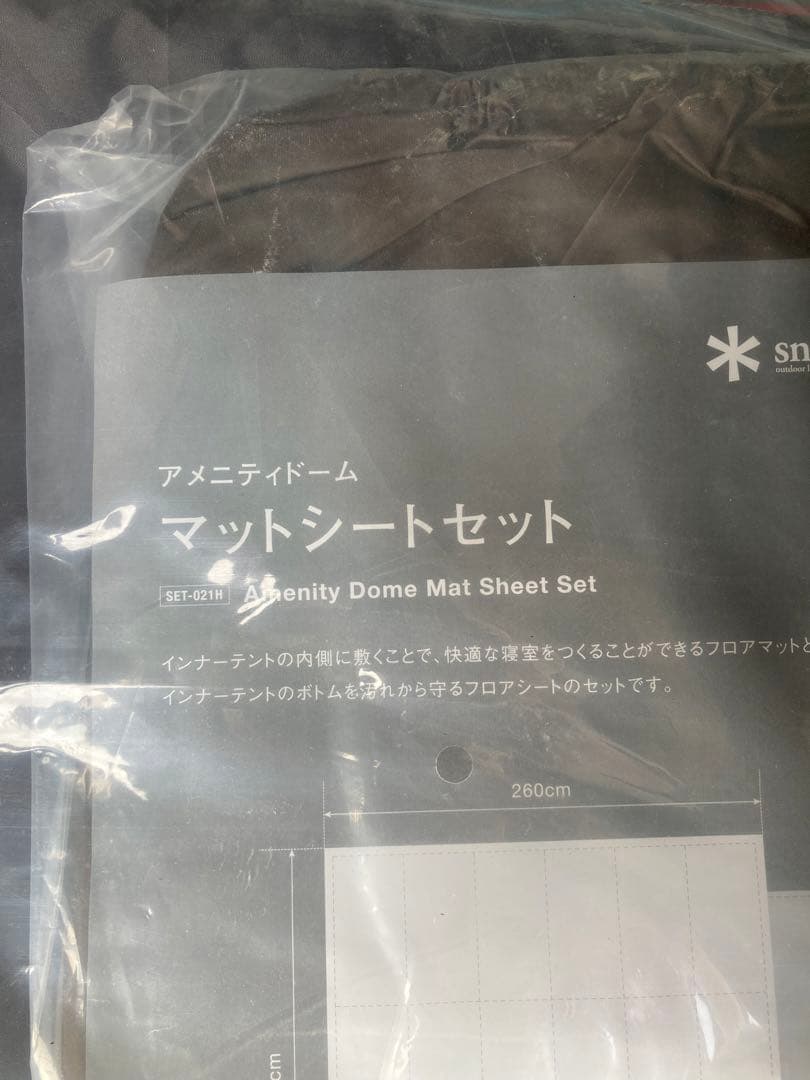 sn
outdoor l
アメニティドーム
マットシートセット
SET-021H Amenity Dome Mat Sheet Set
インナーテントの内側に敷くことで、快適な寝室をつくることができるフロアマットと
インナーテントのボトムを汚れから守るフロアシートのセットです。
260cm
cm